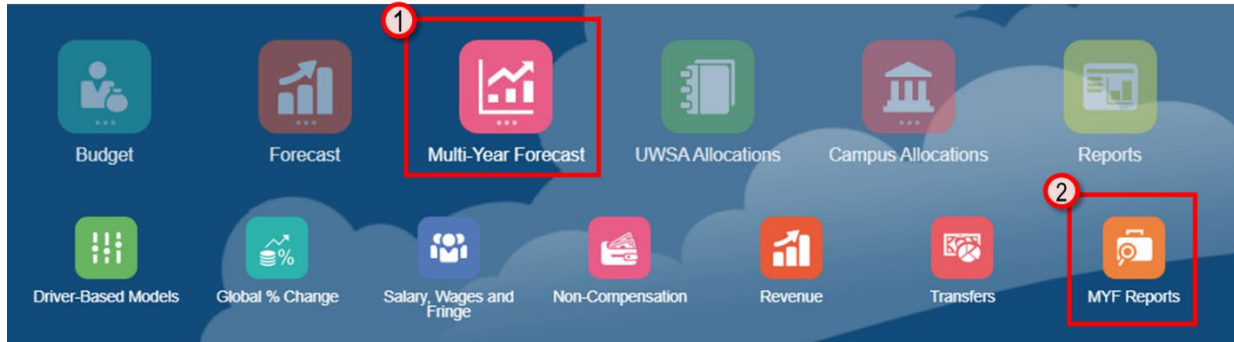 1
Budget
Forecast
Multi-Year Forecast
UWSA Allocations
Campus Allocations
Reports
2
%
Driver-Based Models
Global % Change
Salary, Wages and
Fringe
Non-Compensation
Revenue
Transfers
MYF Reports